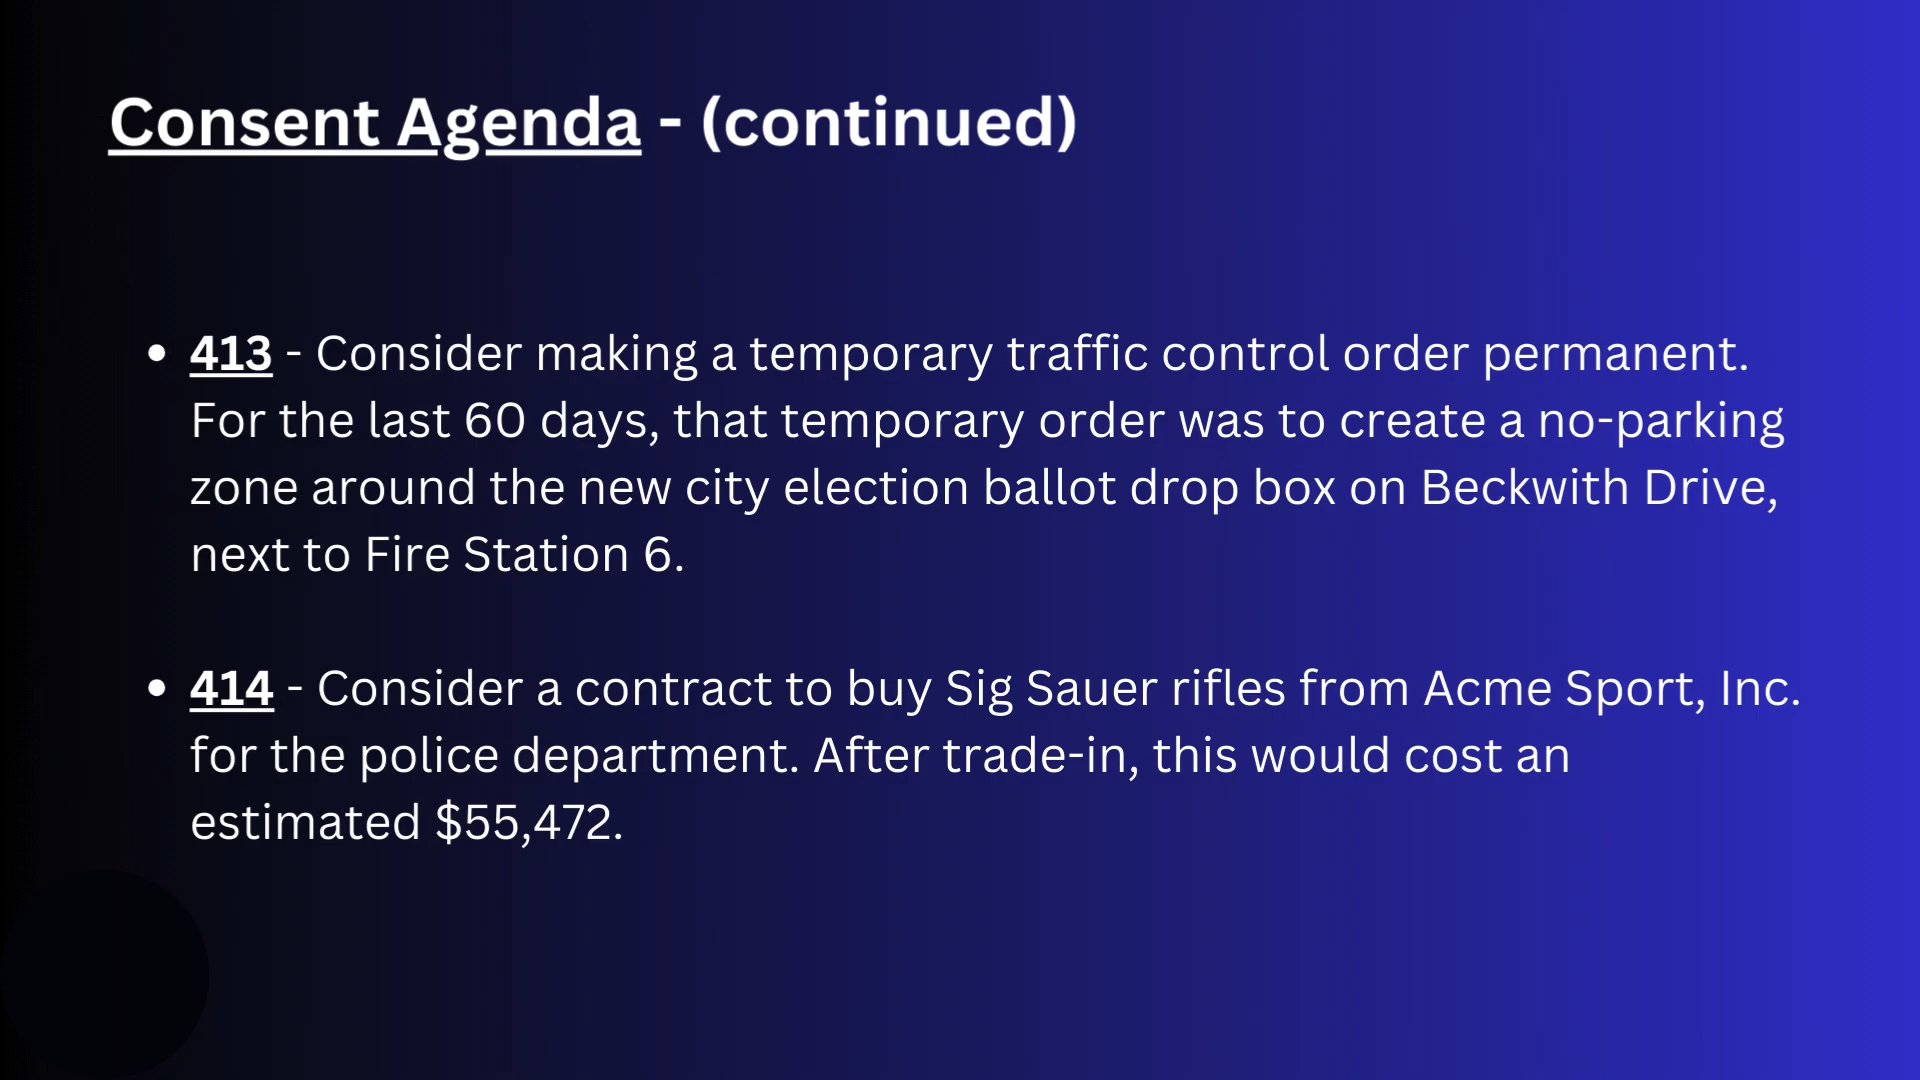 Consent Agenda - (continued)
• 413 - Consider making a temporary traffic control order permanent.
For the last 60 days, that temporary order was to create a no-parking
zone around the new city election ballot drop box on Beckwith Drive,
next to Fire Station 6.
• 414 - Consider a contract to buy Sig Sauer rifles from Acme Sport, Inc.
for the police department. After trade-in, this would cost an
estimated $55,472.